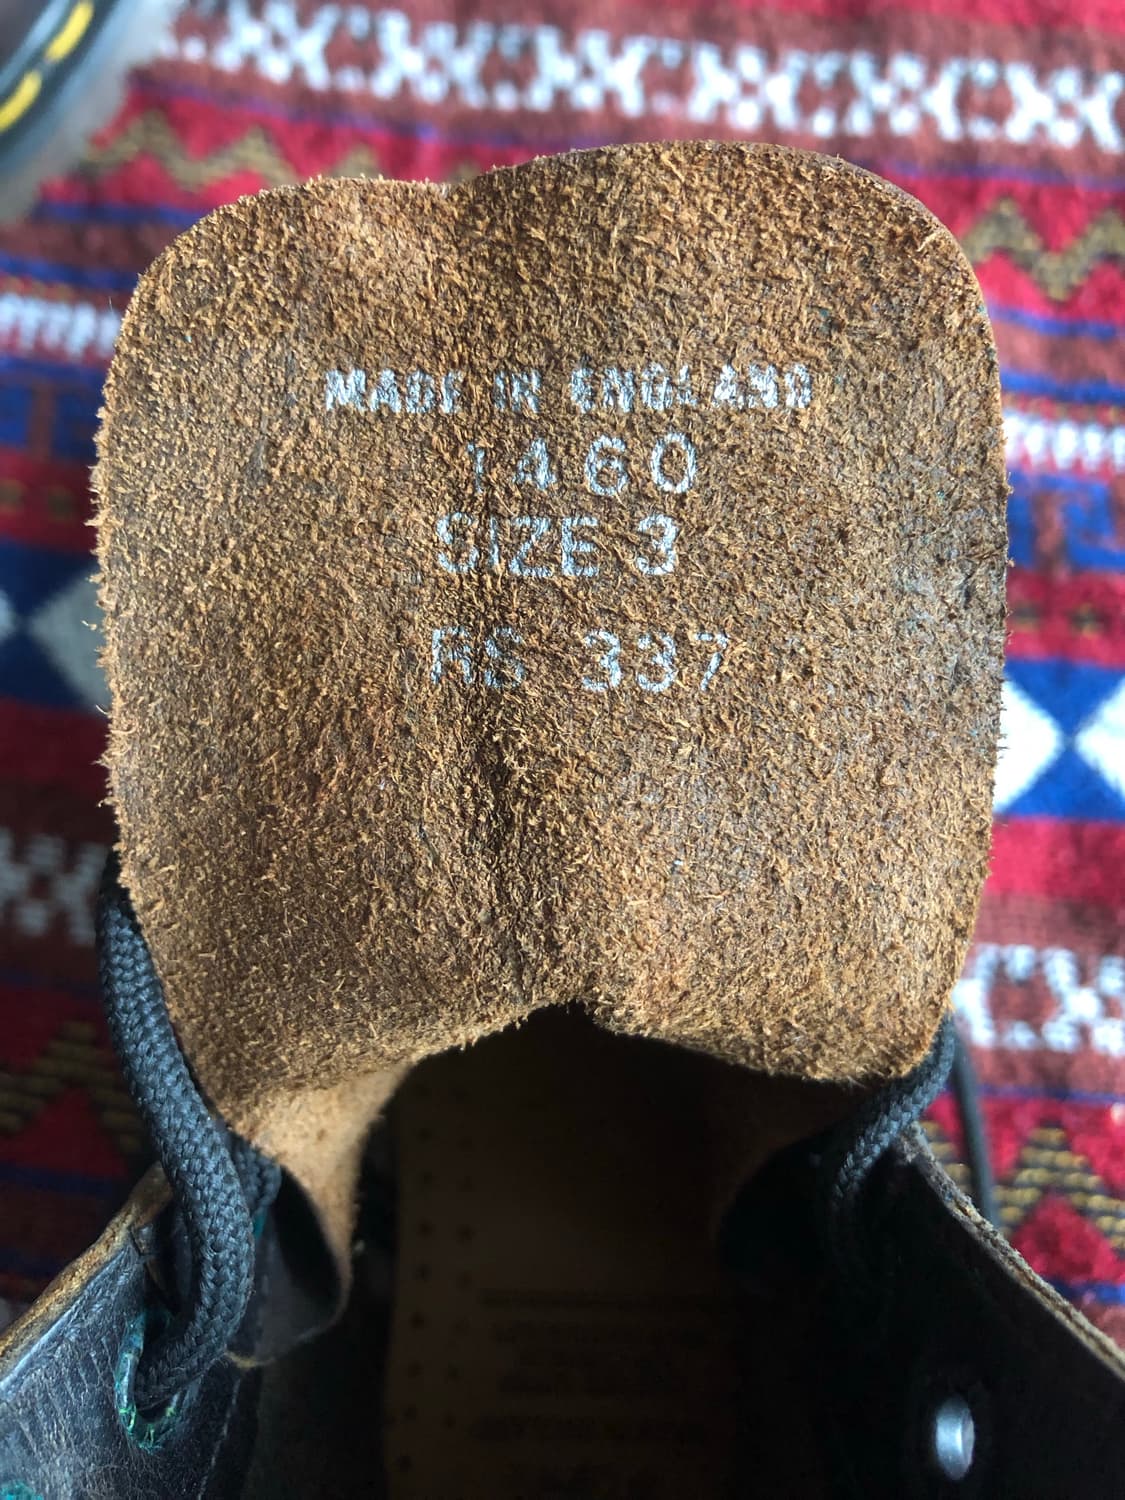 MADE IN ENGLAND
1460
SIZE 3
RS 337